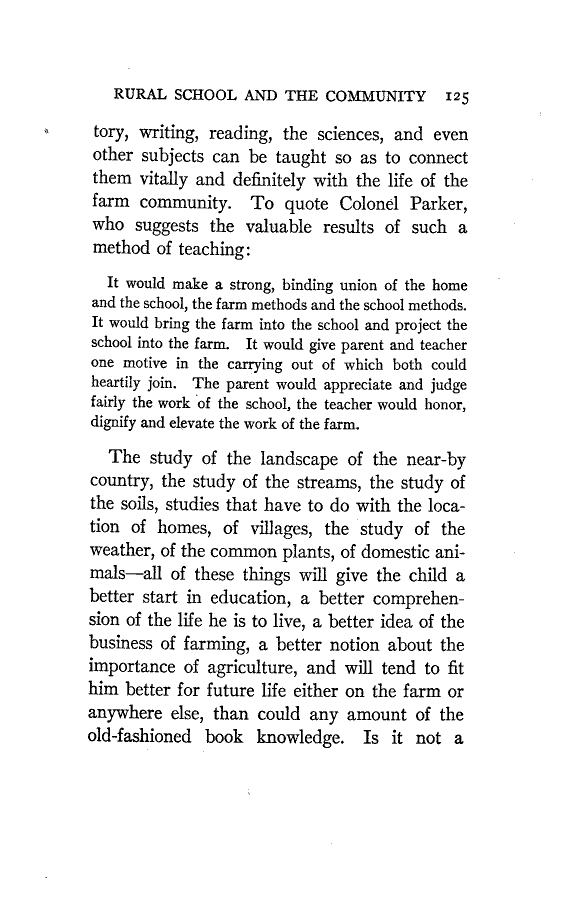 RURAL SCHOOL AND THE COMMUNITY 125
tory, writing, reading, the sciences, and even
other subjects can be taught so as to connect
them vitally and definitely with the life of the
farm community. To quote Colonel Parker,
who suggests the valuable results of such a
method of teaching:
It would make a strong, binding union of the home
and the school, the farm methods and the school methods.
It would bring the farm into the school and project the
school into the farm. It would give parent and teacher
one motive in the carrying out of which both could
heartily join. The parent would appreciate and judge
fairly the work of the school, the teacher would honor,
dignify and elevate the work of the farm.
The study of the landscape of the near-by
country, the study of the streams, the study of
the soils, studies that have to do with the loca-
tion of homes, of villages, the study of the
weather, of the common plants, of domestic ani-
mals—all of these things will give the child a
better start in education, a better comprehen-
sion of the life he is to live, a better idea of the
business of farming, a better notion about the
importance of agriculture, and will tend to fit
him better for future life either on the farm or
anywhere else, than could any amount of the
old-fashioned book knowledge. Is it not a